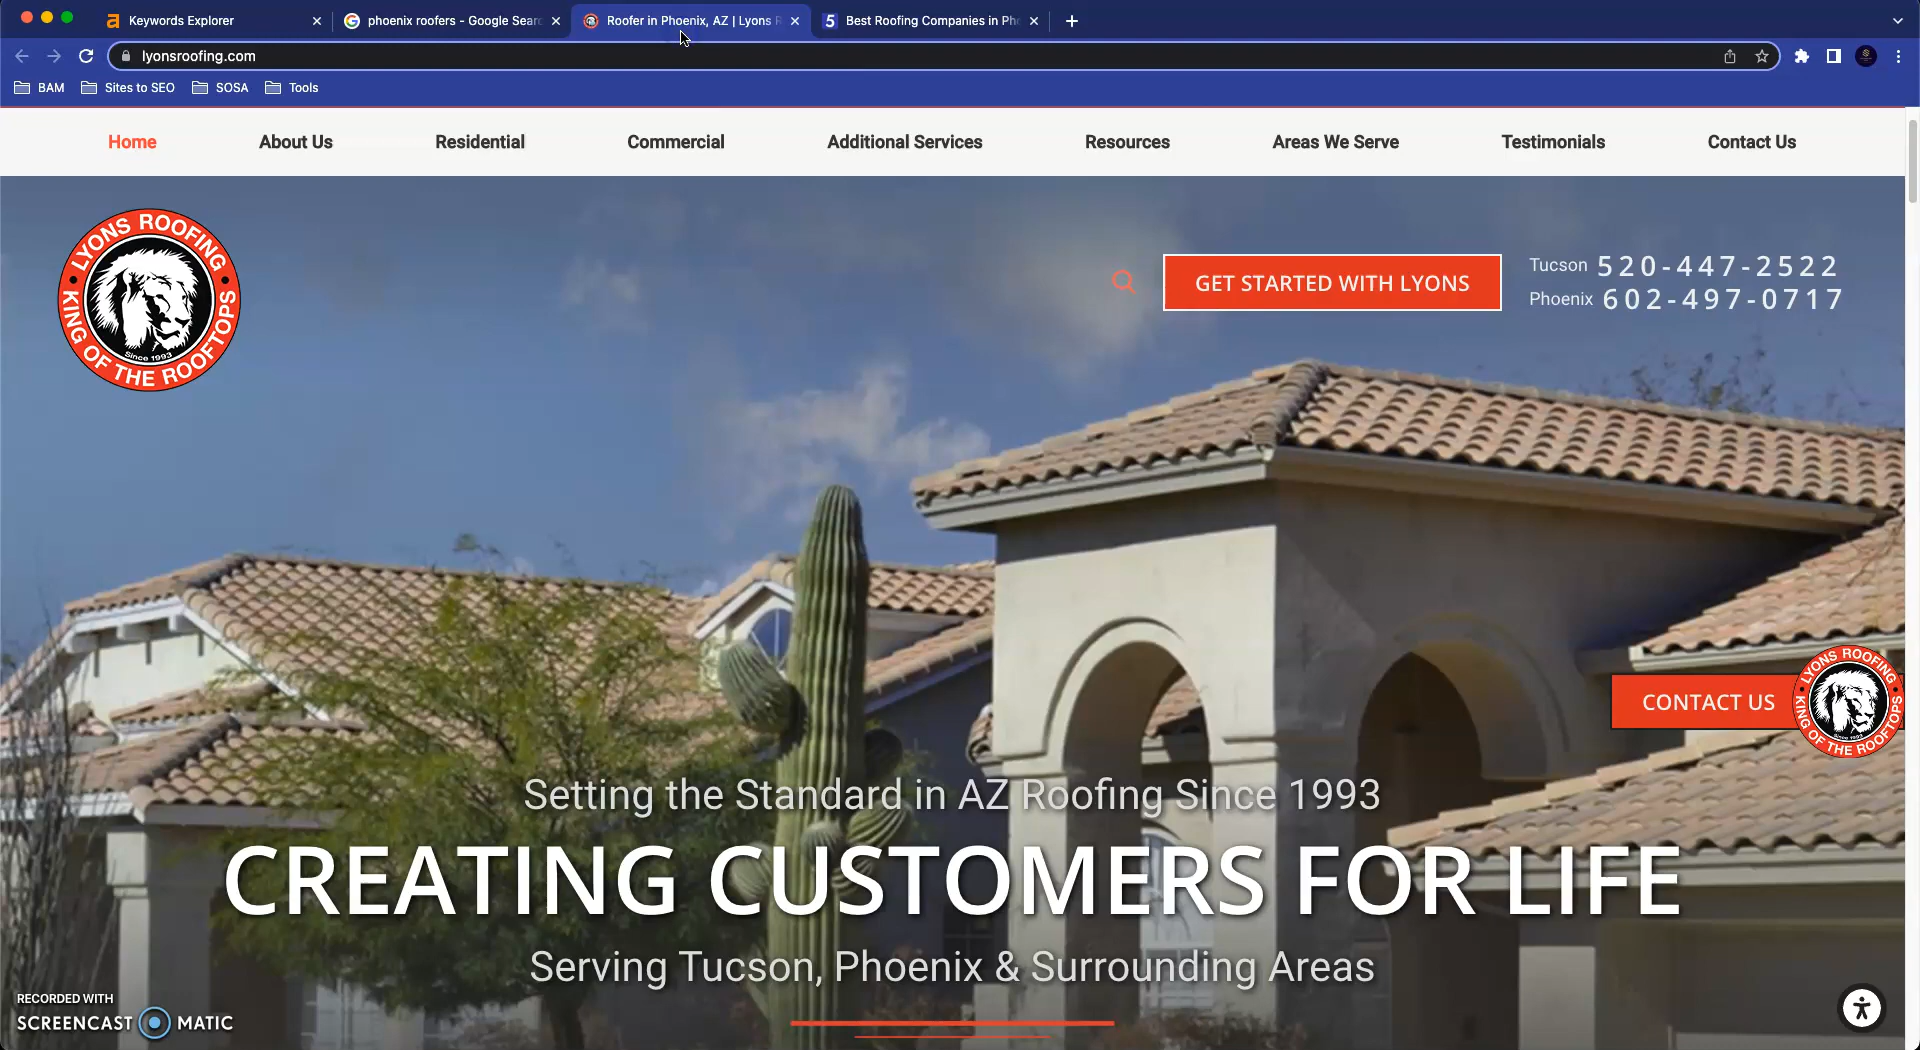 Keywords Explorer
phoenix roofers - Google Sear
Roofer in Phoenix, AZ | Lyons R
5 Best Roofing Companies in Ph
lyonsroofing.com
BAM
Sites to SEO
SOSA
Tools
Home
About Us
Residential
Commercial
Additional Services
Resources
Areas We Serve
Testimonials
Contact Us
LYONS ROOFING
Since 1993
KING OF THE ROOFTOPS
GET STARTED WITH LYONS
Tucson 520-447-2522
Phoenix 602-497-0717
CONTACT US
LYONS ROOFING
Since 1993
KING OF THE ROOFTOPS
Setting the Standard in AZ Roofing Since 1993
CREATING CUSTOMERS FOR LIFE
Serving Tucson, Phoenix & Surrounding Areas
RECORDED WITH
SCREENCAST MATIC